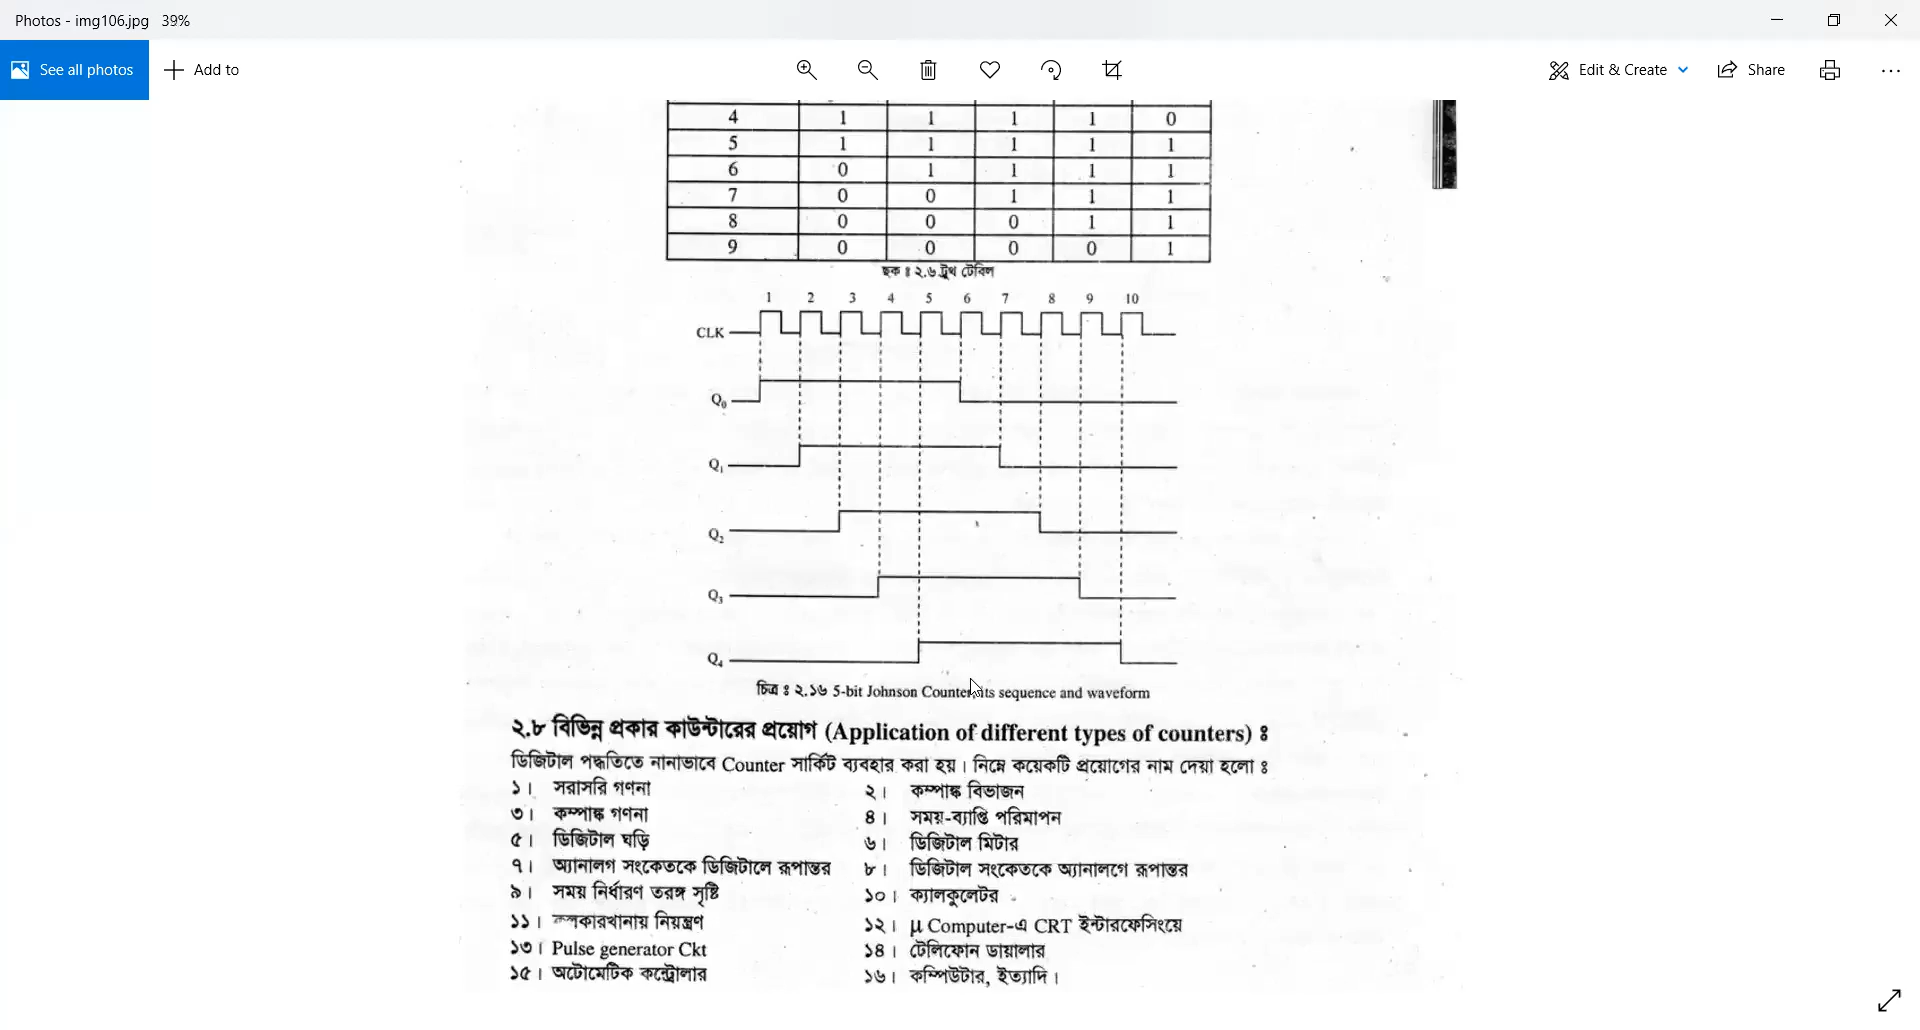 Photos - img106.jpg 39%
See all photos
Add to
Edit & Create
Share
4 1 1 1 1 0
5 1 1 1 1 1
6 0 1 1 1 1
7 0 0 1 1 1
8 0 0 0 1 1
9 0 0 0 0 1
ছক ঃ ২.৬ ট্রুথ টেবিল
1 2 3 4 5 6 7 8 9 10
CLK
Q₀
Q₁
Q₂
Q₃
Q₄
চিত্র ঃ ২.১৬ 5-bit Johnson Counter its sequence and waveform
২.৮ বিভিন্ন প্রকার কাউন্টারের প্রয়োগ (Application of different types of counters) ঃ
ডিজিটাল পদ্ধতিতে নানাভাবে Counter সার্কিট ব্যবহার করা হয়। নিম্নে কয়েকটি প্রয়োগের নাম দেয়া হলো ঃ
১। সরাসরি গণনা ২। কম্পাঙ্ক বিভাজন
৩। কম্পাঙ্ক গণনা ৪। সময়-ব্যাপ্তি পরিমাপন
৫। ডিজিটাল ঘড়ি ৬। ডিজিটাল মিটার
৭। অ্যানালগ সংকেতকে ডিজিটালে রূপান্তর ৮। ডিজিটাল সংকেতকে অ্যানালগে রূপান্তর
৯। সময় নির্ধারণ তরঙ্গ সৃষ্টি ১০। ক্যালকুলেটর
১১। কলকারখানায় নিয়ন্ত্রণ ১২। μ Computer-এ CRT ইন্টারফেসিংয়ে
১৩। Pulse generator Ckt ১৪। টেলিফোন ডায়ালার
১৫। অটোমেটিক কন্ট্রোলার ১৬। কম্পিউটার, ইত্যাদি।